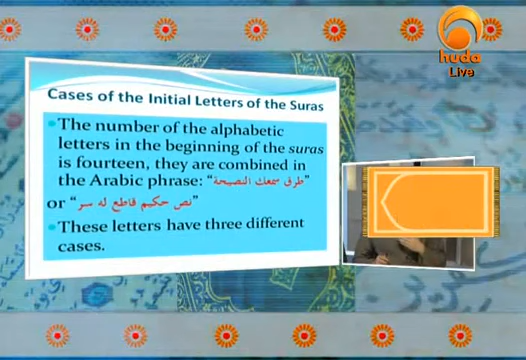 huda
Live
Cases of the Initial Letters of the Suras
The number of the alphabetic
letters in the beginning of the suras
is fourteen, they are combined in
the Arabic phrase: “طرق سمعك النصيحة”
or “نص حكيم قاطع له سر”
These letters have three different
cases.